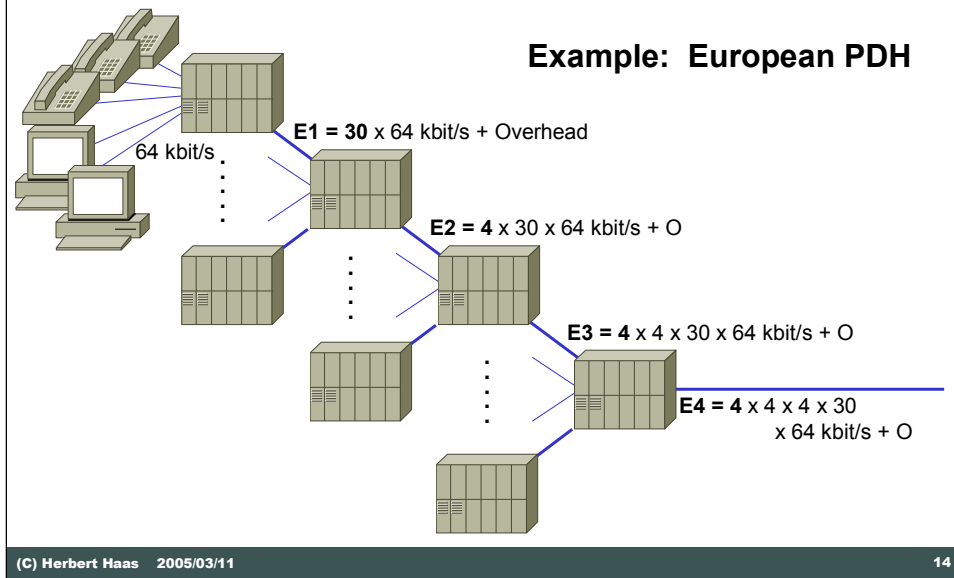 Example: European PDH
E1 = 30 x 64 kbit/s + Overhead
64 kbit/s
E2 = 4 x 30 x 64 kbit/s + O
E3 = 4 x 4 x 30 x 64 kbit/s + O
E4 = 4 x 4 x 4 x 30
x 64 kbit/s + O
(C) Herbert Haas 2005/03/11
14